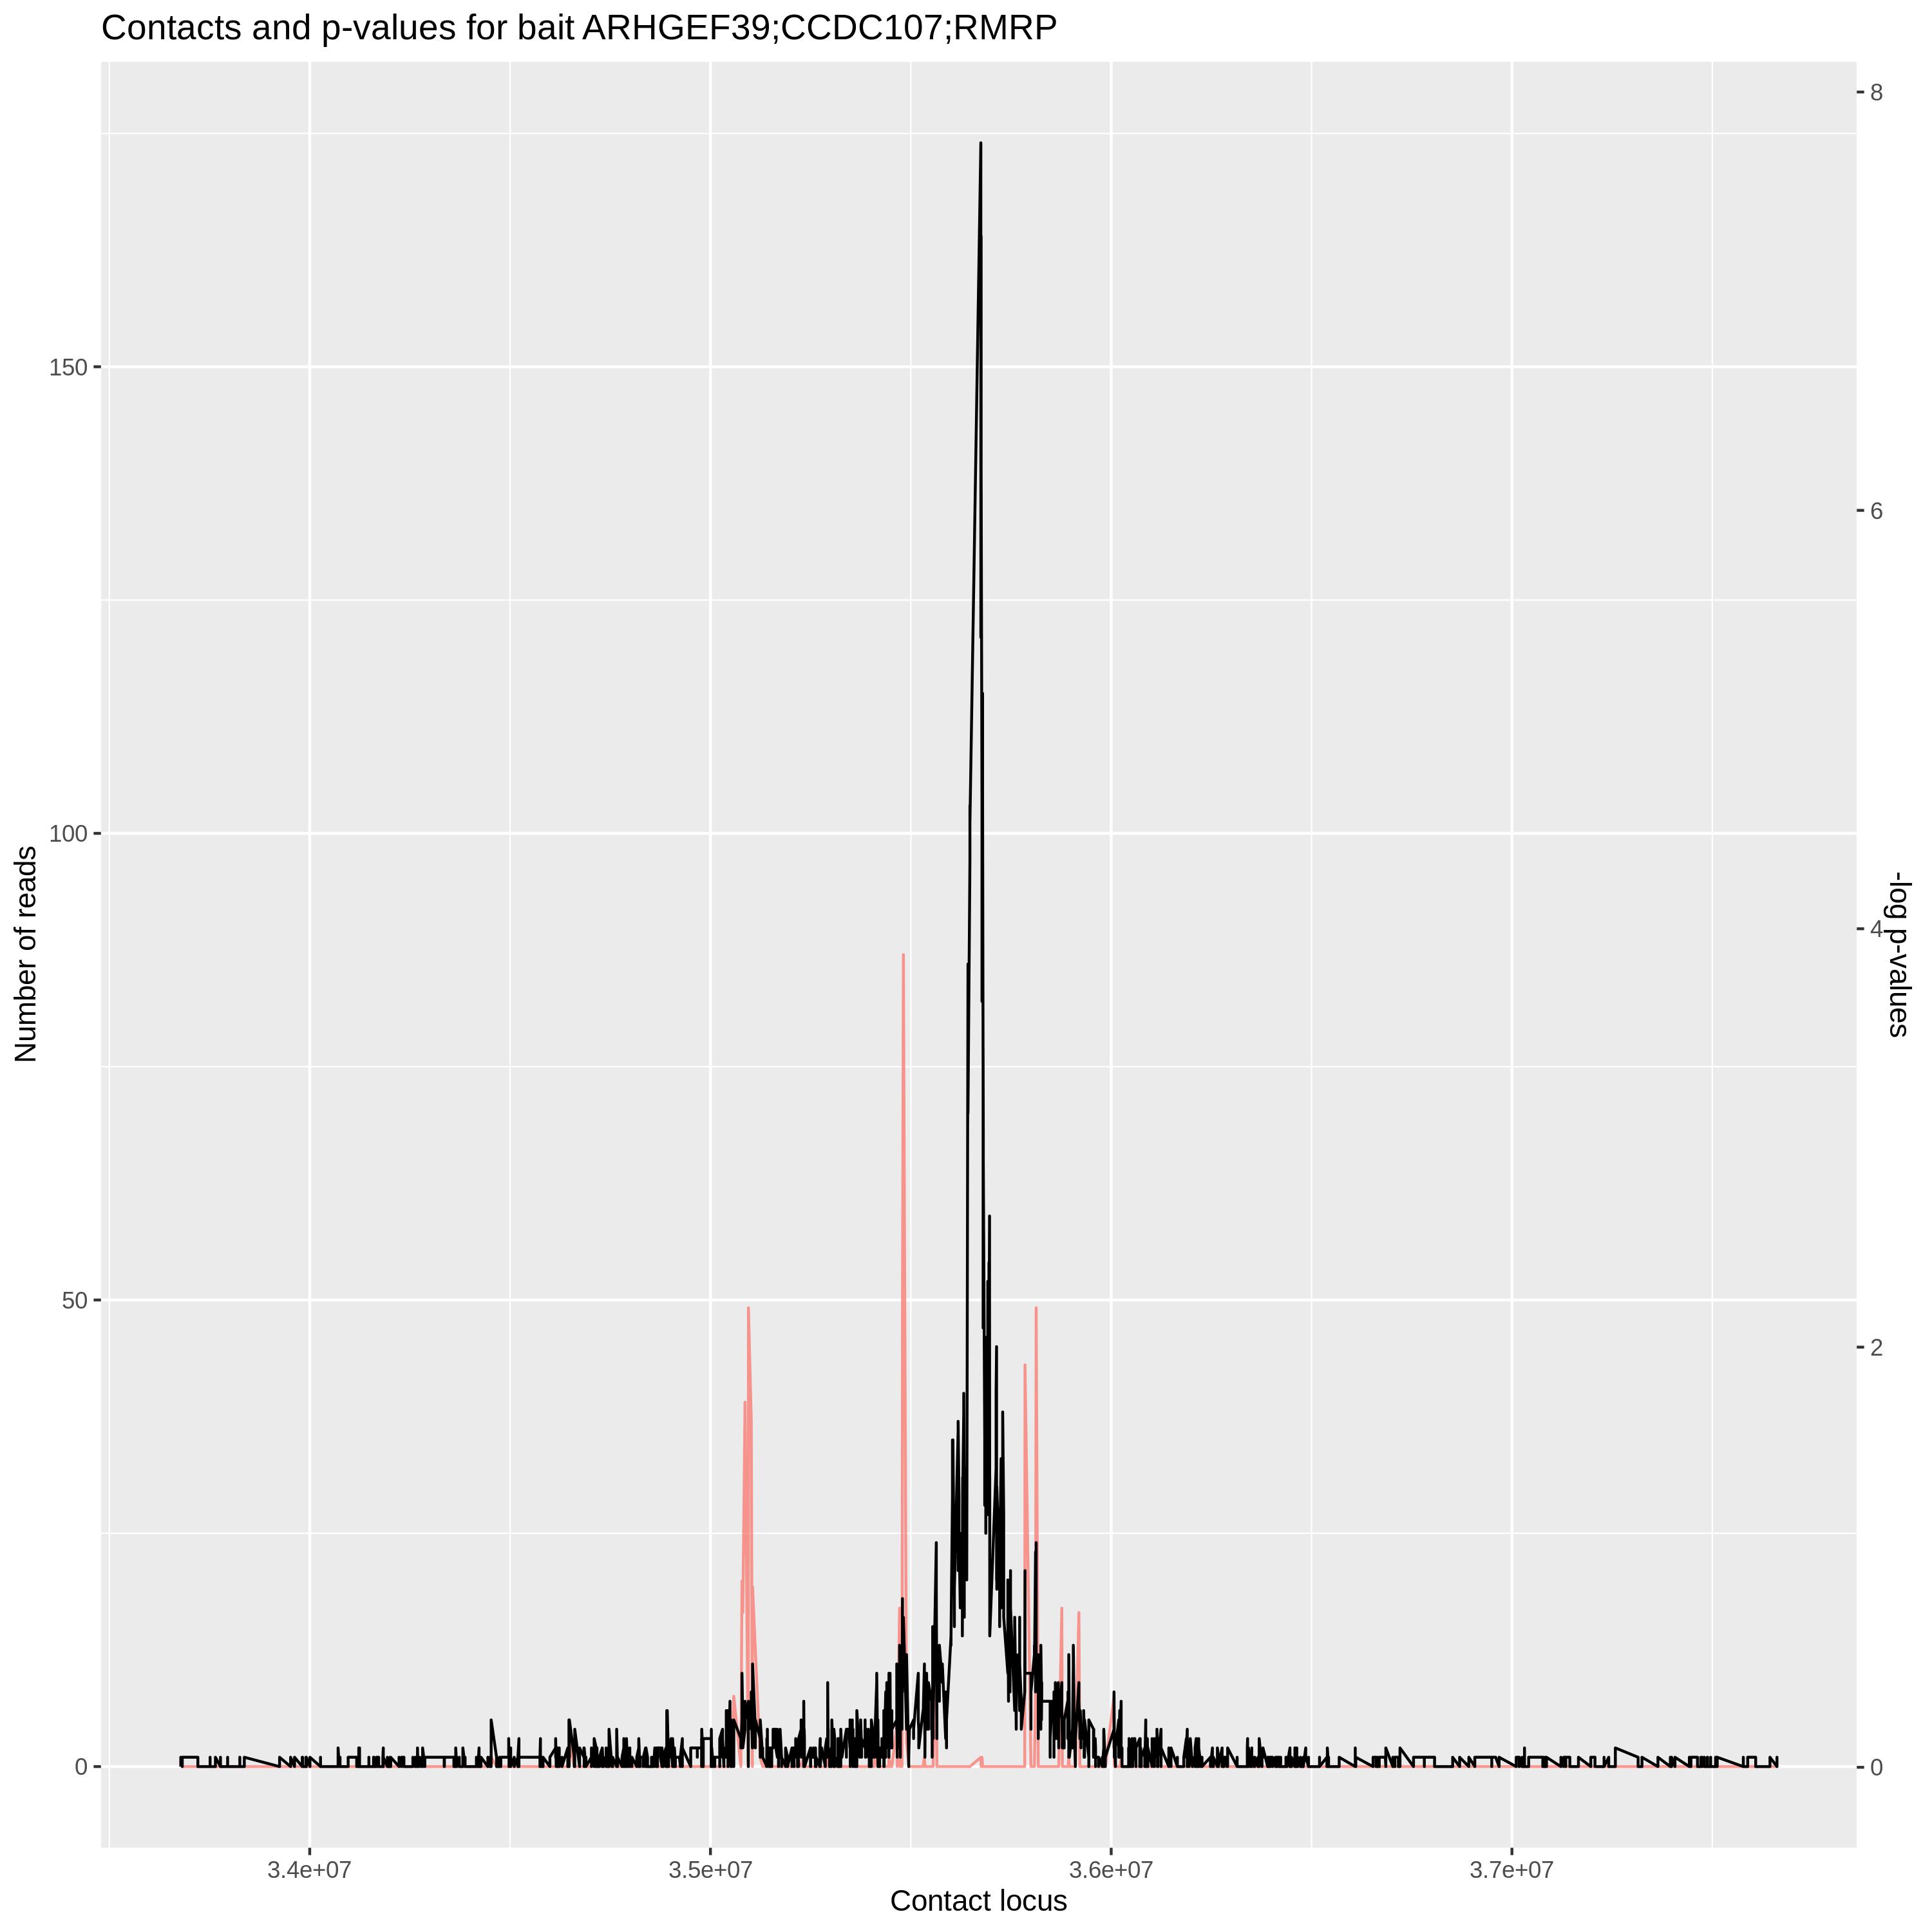 Contacts and p-values for bait ARHGEF39;CCDC107;RMRP
8
150
6
100
Number of reads
4
-log p-values
50
2
0
0
3.4e+07
3.5e+07
3.6e+07
3.7e+07
Contact locus